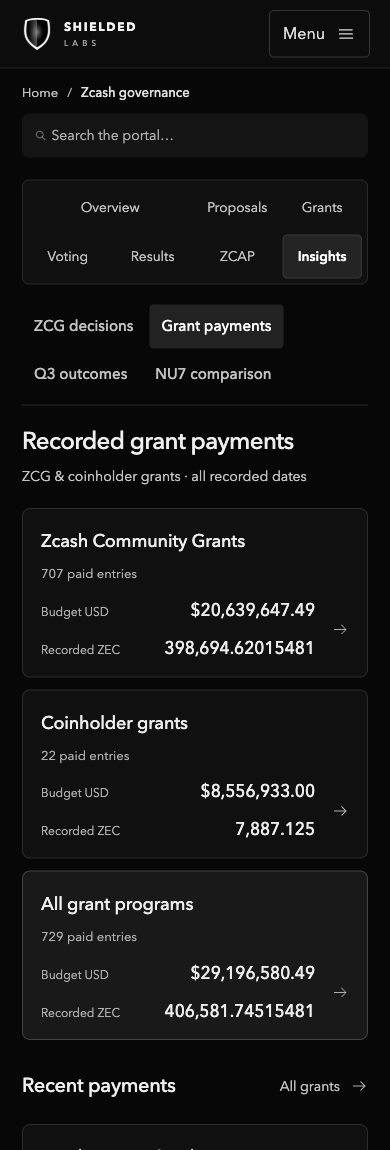 SHIELDED
LABS
Menu
Home / Zcash governance
Search the portal...
Overview Proposals Grants
Voting Results ZCAP Insights
ZCG decisions Grant payments
Q3 outcomes NU7 comparison
Recorded grant payments
ZCG & coinholder grants · all recorded dates
Zcash Community Grants
707 paid entries
Budget USD $20,639,647.49
Recorded ZEC 398,694.62015481
→
Coinholder grants
22 paid entries
Budget USD $8,556,933.00
Recorded ZEC 7,887.125
→
All grant programs
729 paid entries
Budget USD $29,196,580.49
Recorded ZEC 406,581.74515481
→
Recent payments All grants →